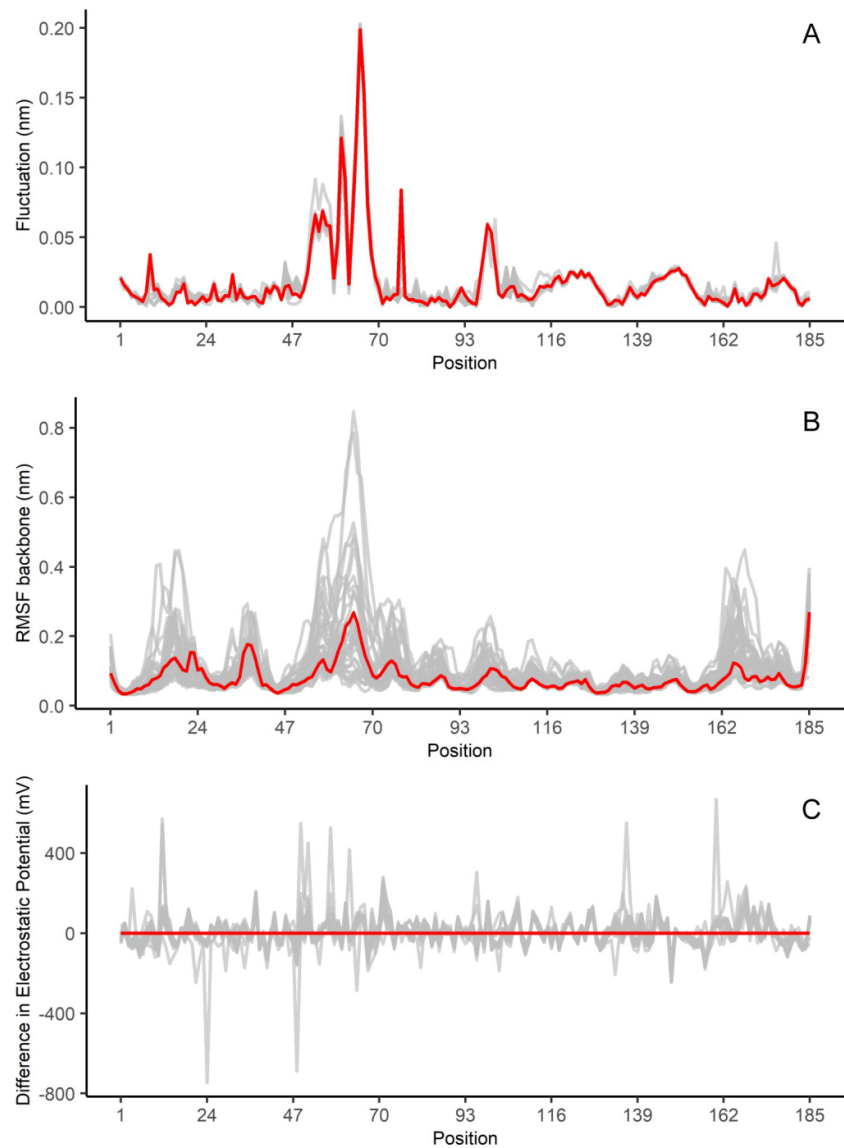 A
0.20
0.15
0.10
0.05
0.00
Fluctuation (nm)
1 24 47 70 93 116 139 162 185
Position
B
0.8
0.6
0.4
0.2
0.0
RMSF backbone (nm)
1 24 47 70 93 116 139 162 185
Position
C
400
0
-400
-800
Difference in Electrostatic Potential (mV)
1 24 47 70 93 116 139 162 185
Position